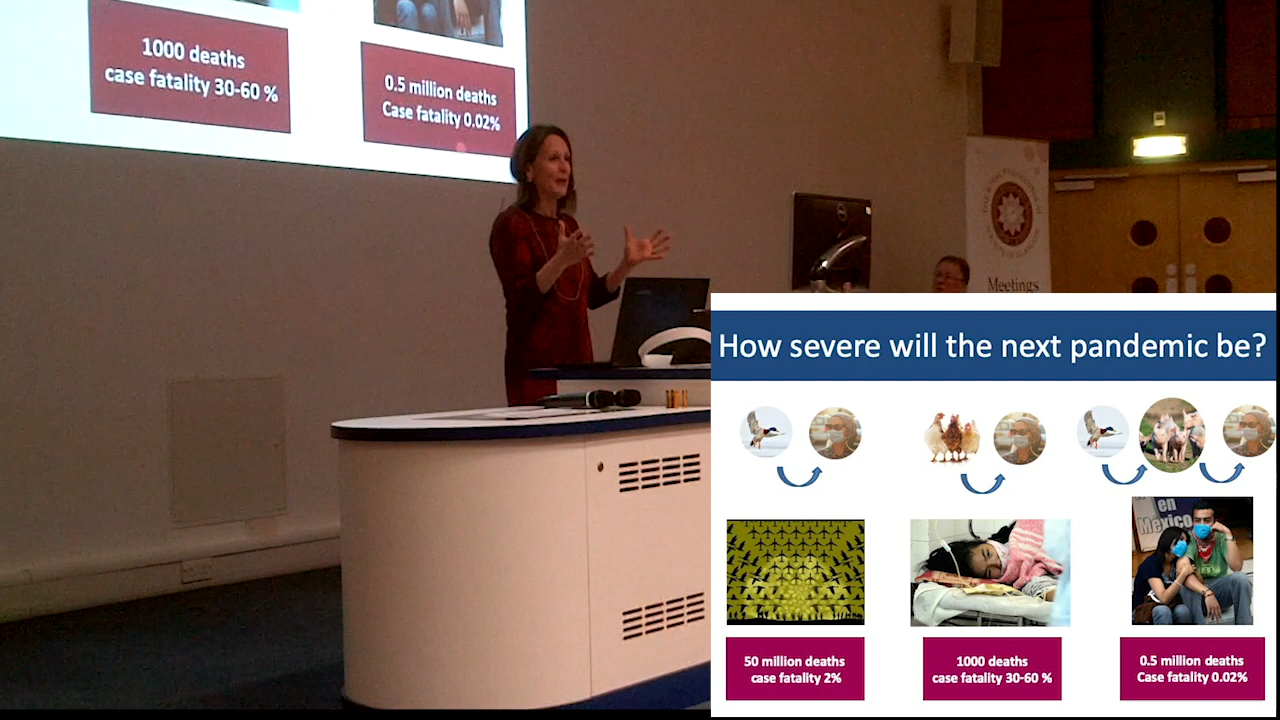 1000 deaths
case fatality 30-60 %
0.5 million deaths
Case fatality 0.02%
DELL
Meetings
How severe will the next pandemic be?
en
México
50 million deaths
case fatality 2%
1000 deaths
case fatality 30-60 %
0.5 million deaths
Case fatality 0.02%